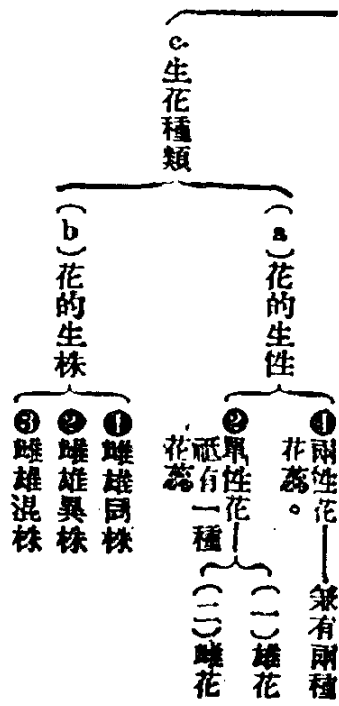 c.生花種類
(a)花的生性
❶兩性花——兼有兩種
花蕊。
❷單性花
祇有一種
花蕊
(一)雄花
(二)雌花
(b)花的生株
❶雌雄同株
❷雌雄異株
❸雌雄混株